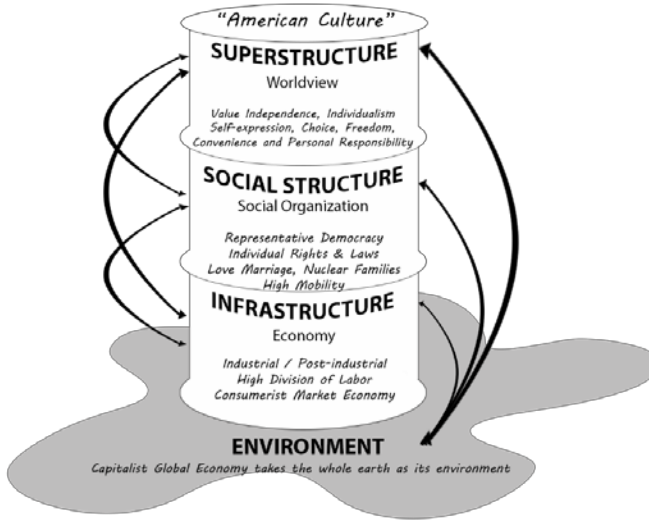 “American Culture”
SUPERSTRUCTURE
Worldview
Value Independence, Individualism
Self-expression, Choice, Freedom,
Convenience and Personal Responsibility
SOCIAL STRUCTURE
Social Organization
Representative Democracy
Individual Rights & Laws
Love Marriage, Nuclear Families
High Mobility
INFRASTRUCTURE
Economy
Industrial / Post-industrial
High Division of Labor
Consumerist Market Economy
ENVIRONMENT
Capitalist Global Economy takes the whole earth as its environment